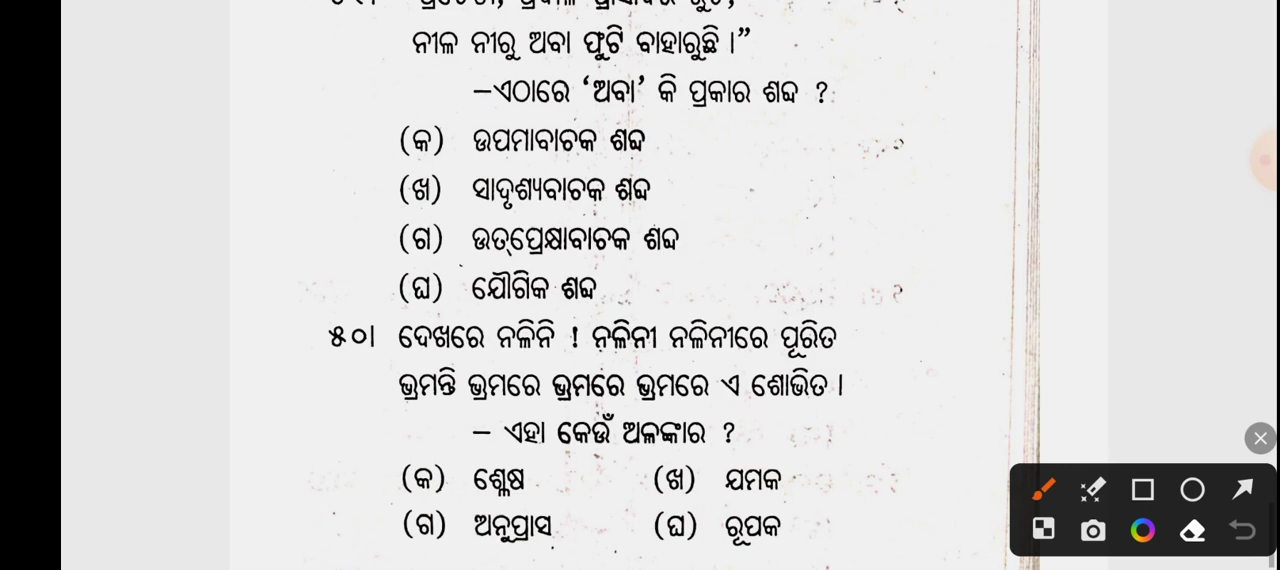 ନୀଳ ନୀରୁ ଅବା ଫୁଟି ବାହାରୁଛି ।”
–ଏଠାରେ ‘ଅବା’ କି ପ୍ରକାର ଶବ୍ଦ ?
(କ) ଉପମାବାଚକ ଶବ୍ଦ
(ଖ) ସାଦୃଶ୍ୟବାଚକ ଶବ୍ଦ
(ଗ) ଉତ୍‌ପ୍ରେକ୍ଷାବାଚକ ଶବ୍ଦ
(ଘ) ଯୌଗିକ ଶବ୍ଦ
୫୦। ଦେଖରେ ନଳିନି ! ନଳିନୀ ନଳିନୀରେ ପୂରିତ
ଭ୍ରମନ୍ତି ଭ୍ରମରେ ଭ୍ରମରେ ଭ୍ରମରେ ଏ ଶୋଭିତ ।
– ଏହା କେଉଁ ଅଳଙ୍କାର ?
(କ) ଶ୍ଳେଷ (ଖ) ଯମକ
(ଗ) ଅନୁପ୍ରାସ (ଘ) ରୂପକ